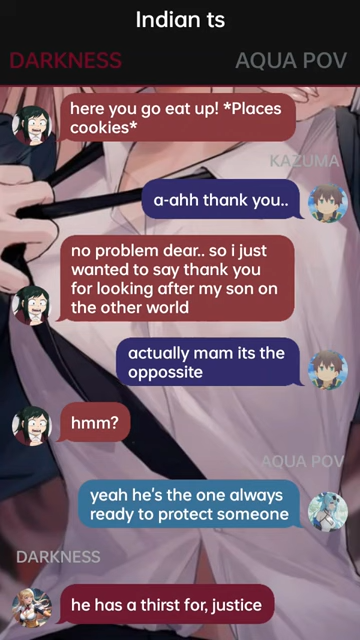 Indian ts
DARKNESS
AQUA POV
here you go eat up! *Places
cookies*
KAZUMA
a-ahh thank you..
no problem dear.. so i just
wanted to say thank you
for looking after my son on
the other world
actually mam its the
oppossite
hmm?
AQUA POV
yeah he's the one always
ready to protect someone
DARKNESS
he has a thirst for, justice